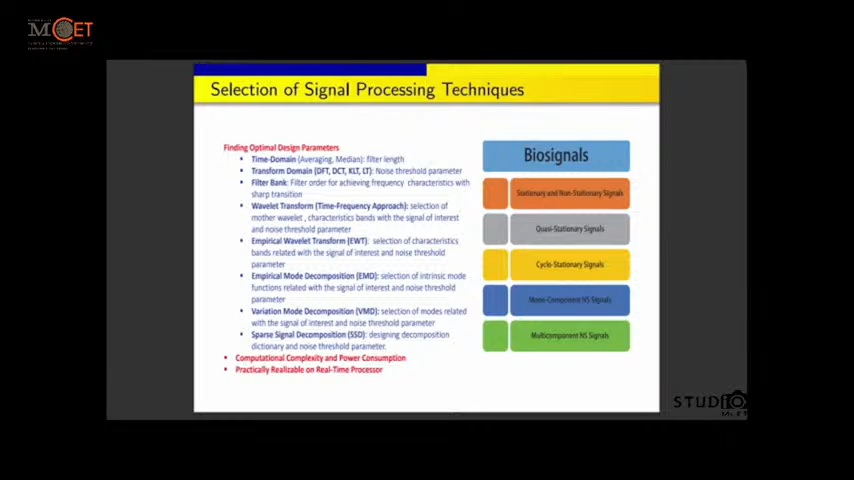 MCET
Selection of Signal Processing Techniques
Finding Optimal Design Parameters
• Time-Domain (Averaging, Median): filter length
• Transform Domain (DFT, DCT, KLT, LT): Noise threshold parameter
• Filter Bank: Filter order for achieving frequency characteristics with
sharp transition
• Wavelet Transform (Time-Frequency Approach): selection of
mother wavelet , characteristics bands with the signal of interest
and noise threshold parameter
• Empirical Wavelet Transform (EWT): selection of characteristics
bands related with the signal of interest and noise threshold
parameter
• Empirical Mode Decomposition (EMD): selection of intrinsic mode
functions related with the signal of interest and noise threshold
parameter
• Variation Mode Decomposition (VMD): selection of modes related
with the signal of interest and noise threshold parameter
• Sparse Signal Decomposition (SSD): designing decomposition
dictionary and noise threshold parameter.
• Computational Complexity and Power Consumption
• Practically Realizable on Real-Time Processor
Biosignals
Stationary and Non-Stationary Signals
Quasi-Stationary Signals
Cyclo-Stationary Signals
Mono-Component NS Signals
Multicomponent NS Signals
STUDIO
MCET